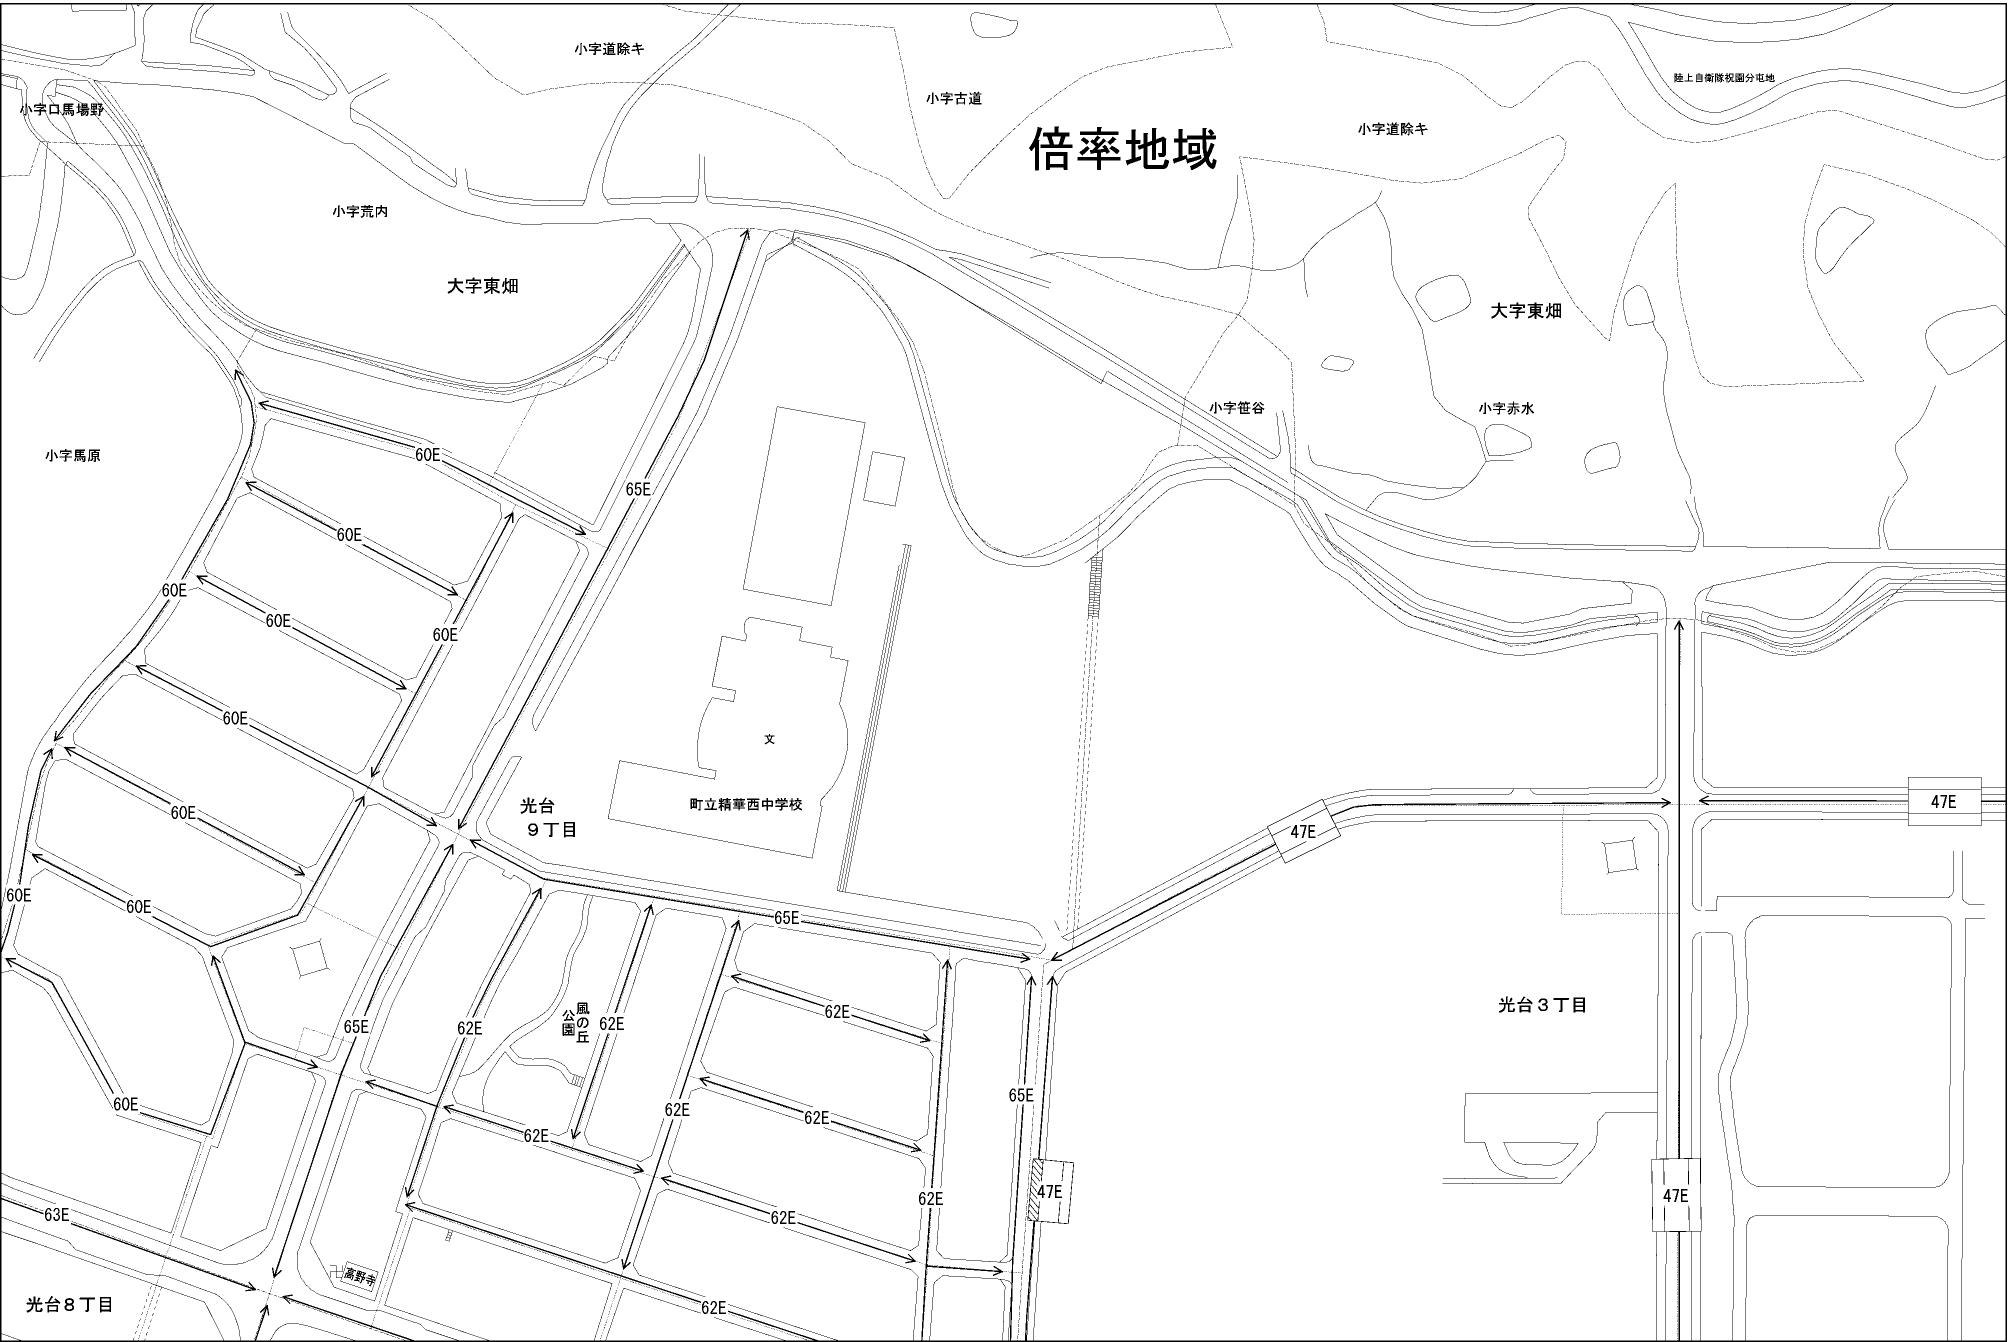 小字道除キ
小字古道
陸上自衛隊祝園分屯地
小字口馬場野
小字道除キ
倍率地域
小字荒内
大字東畑
大字東畑
小字笹谷
小字赤水
小字馬原
60E
65E
60E
60E
60E
60E
60E
文
町立精華西中学校
光台
9丁目
47E
47E
60E
60E
60E
65E
光台3丁目
風の丘
公園
62E
62E
62E
65E
60E
65E
62E
62E
62E
47E
47E
62E
62E
63E
高野寺
光台8丁目
62E